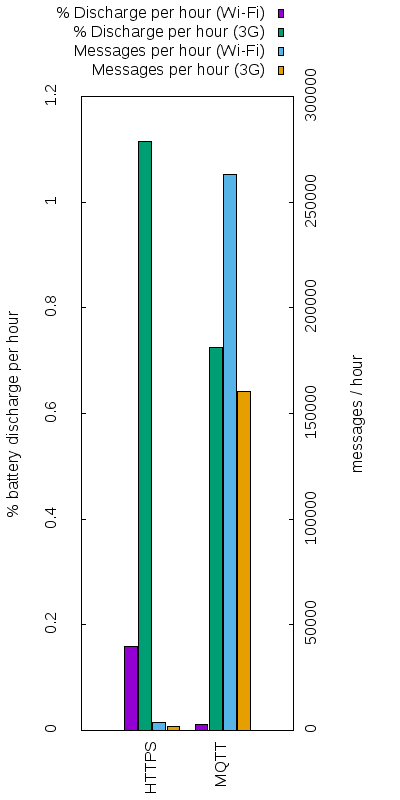 % Discharge per hour (Wi-Fi)
% Discharge per hour (3G)
Messages per hour (Wi-Fi)
Messages per hour (3G)
% battery discharge per hour
1.2
1
0.8
0.6
0.4
0.2
0
300000
250000
200000
150000
100000
50000
0
messages / hour
HTTPS
MQTT